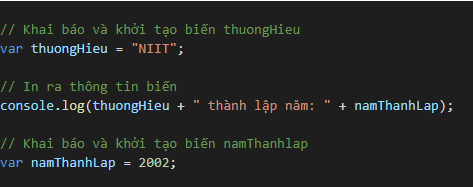 // Khai báo và khởi tạo biến thuongHieu
var thuongHieu = "NIIT";
// In ra thông tin biến
console.log(thuongHieu + " thành lập năm: " + namThanhLap);
// Khai báo và khởi tạo biến namThanhlap
var namThanhLap = 2002;